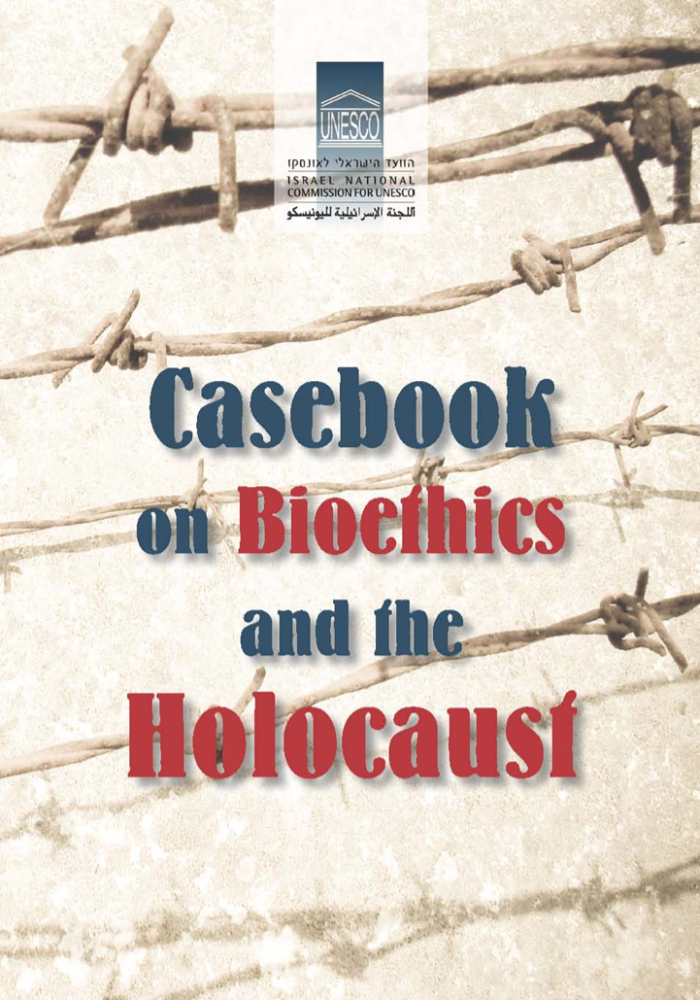 UNESCO
הוועד הישראלי לאונסקו
ISRAEL NATIONAL
COMMISSION FOR UNESCO
اللجنة الإسرائيلية لليونيسكو
Casebook
on Bioethics
and the
Holocaust